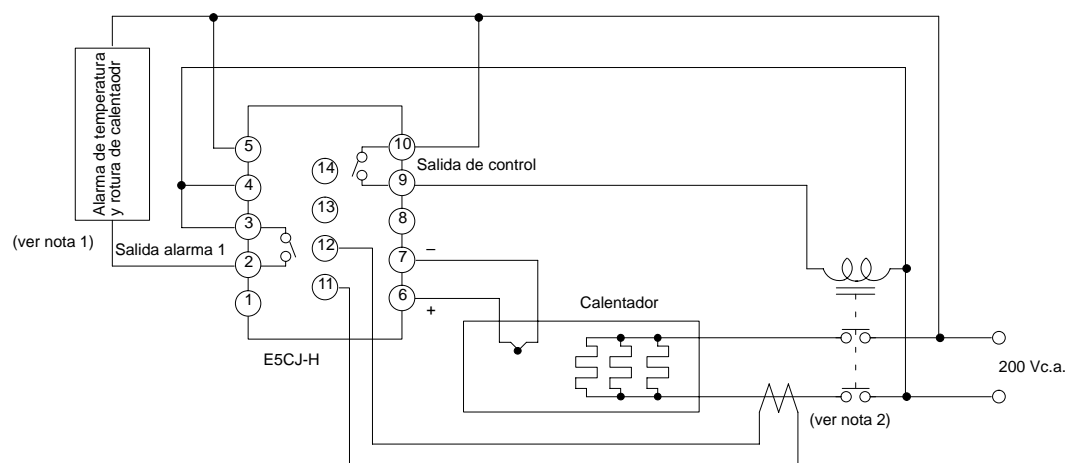 Alarma de temperatura
y rotura de calentaodr
(ver nota 1)
Salida alarma 1
5
4
3
2
1
14
13
12
11
10
9
8
7
6
Salida de control
–
+
E5CJ-H
Calentador
200 Vc.a.
(ver nota 2)